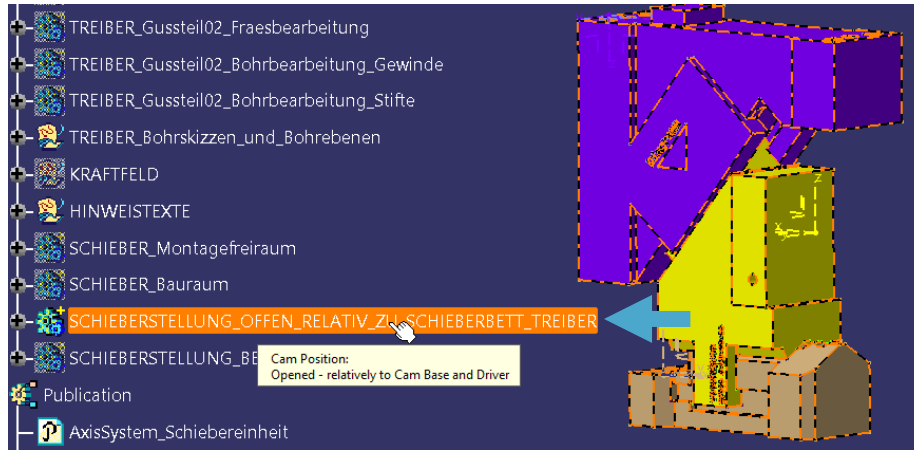 TREIBER_Gussteil02_Fraesbearbeitung
TREIBER_Gussteil02_Bohrbearbeitung_Gewinde
TREIBER_Gussteil02_Bohrbearbeitung_Stifte
TREIBER_Bohrskizzen_und_Bohrebenen
KRAFTFELD
HINWEISTEXTE
SCHIEBER_Montagefreiraum
SCHIEBER_Bauraum
SCHIEBERSTELLUNG_OFFEN_RELATIV_ZU_SCHIEBERBETT_TREIBER
SCHIEBERSTELLUNG_BE
Cam Position:
Opened - relatively to Cam Base and Driver
Publication
AxisSystem_Schiebereinheit
z